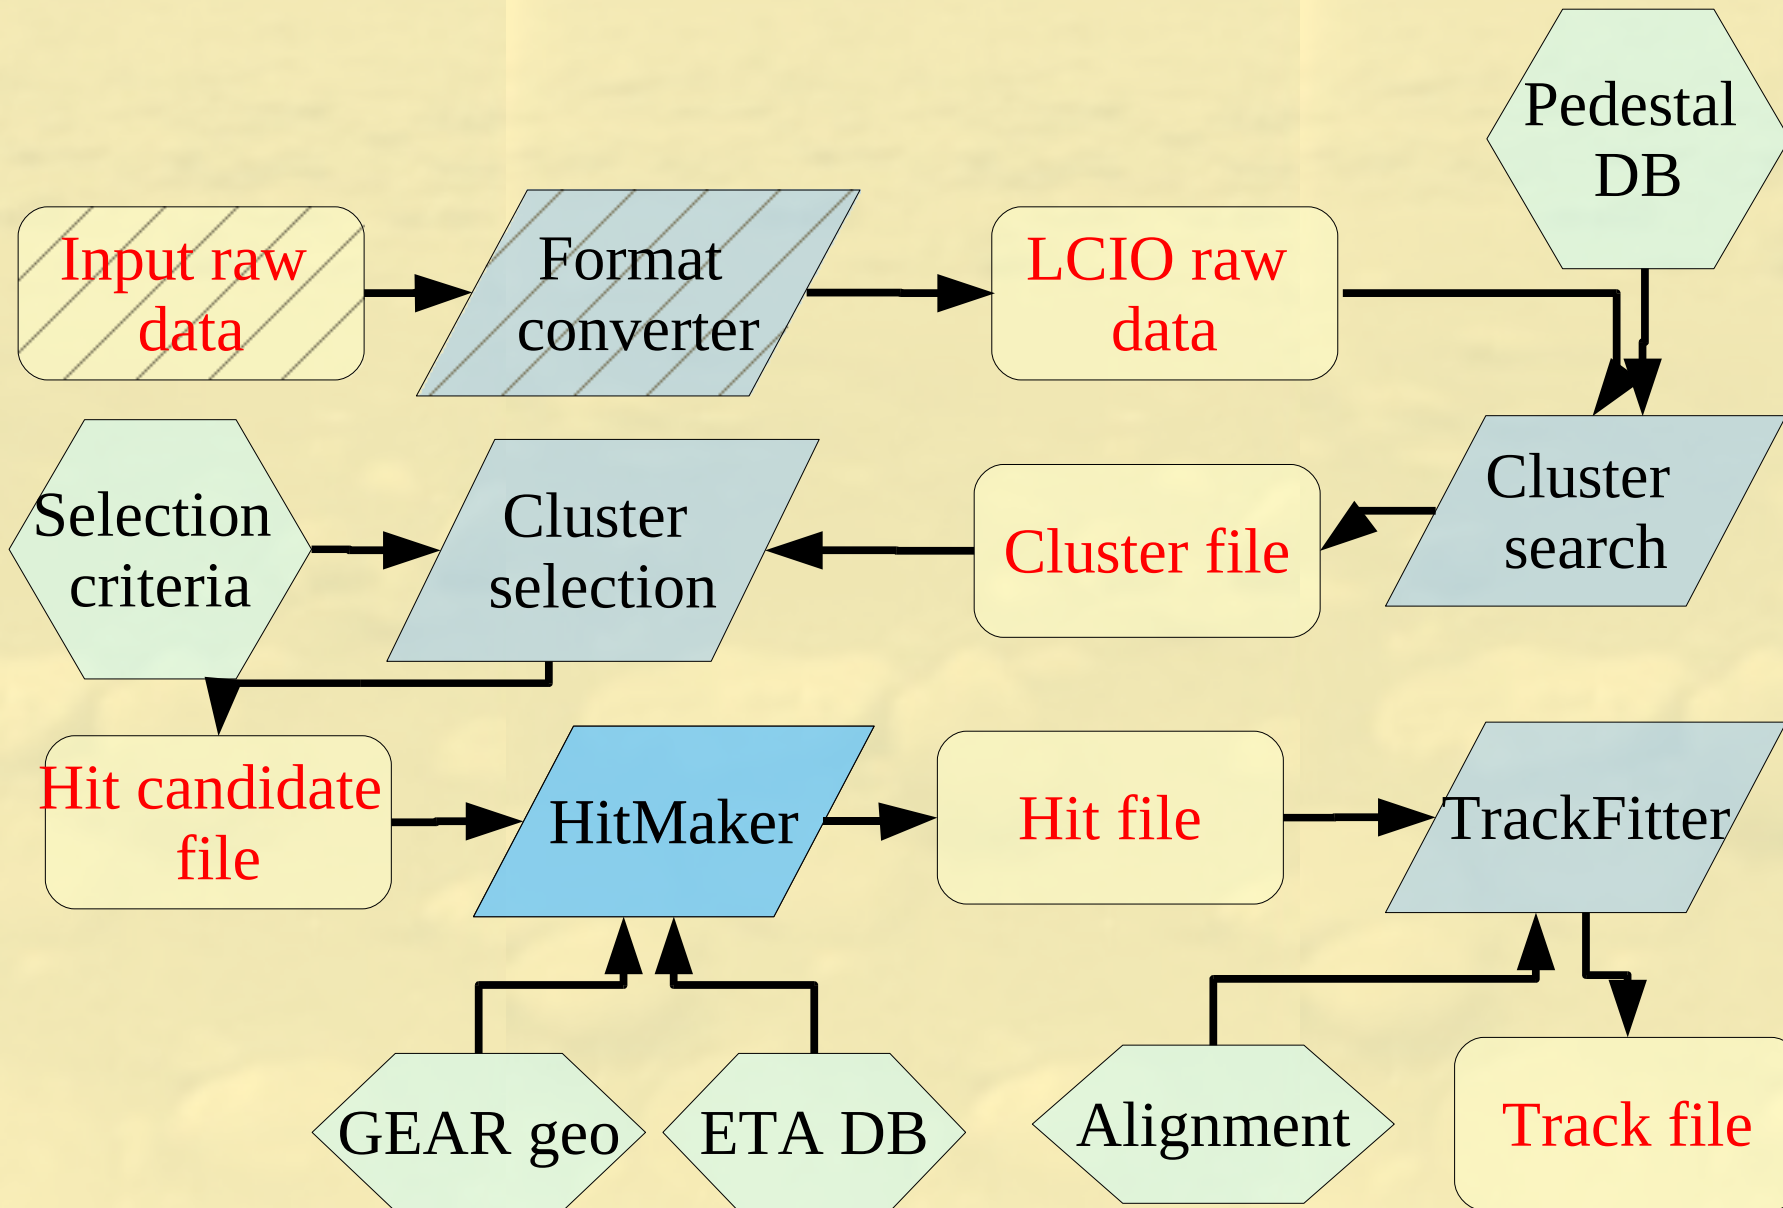 Pedestal
DB
Input raw
data
Format
converter
LCIO raw
data
Selection
criteria
Cluster
selection
Cluster file
Cluster
search
Hit candidate
file
HitMaker
Hit file
TrackFitter
GEAR geo
ETA DB
Alignment
Track file